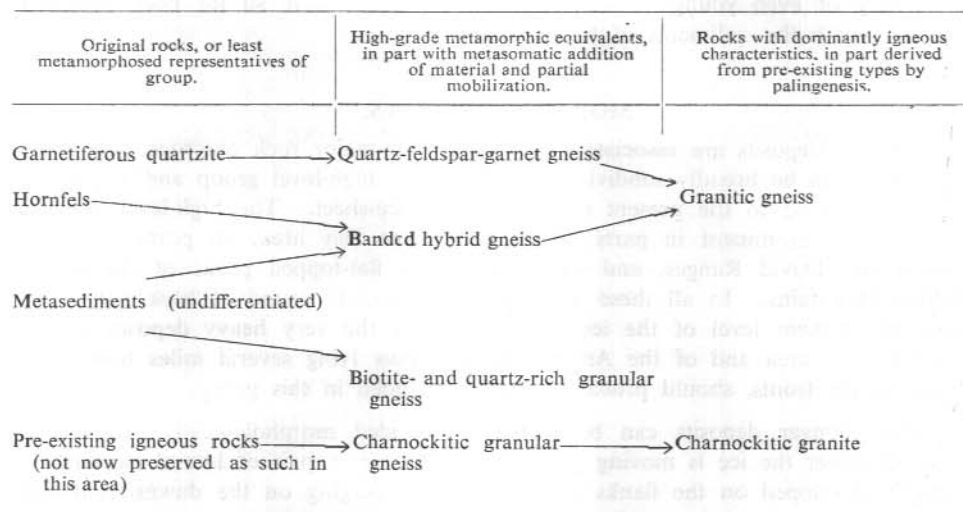 Original rocks, or least
metamorphosed representatives of
group.
High-grade metamorphic equivalents,
in part with metasomatic addition
of material and partial
mobilization.
Rocks with dominantly igneous
characteristics, in part derived
from pre-existing types by
palingenesis.
Garnetiferous quartzite
Quartz-feldspar-garnet gneiss
Granitic gneiss
Hornfels
Banded hybrid gneiss
Metasediments (undifferentiated)
Biotite- and quartz-rich granular
gneiss
Pre-existing igneous rocks
(not now preserved as such in
this area)
Charnockitic granular
gneiss
Charnockitic granite